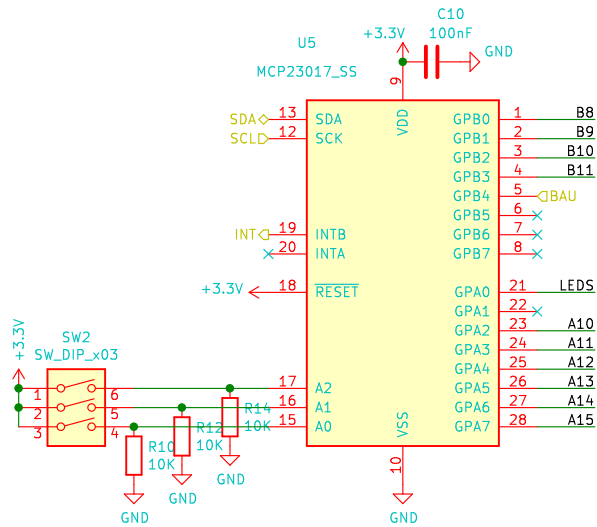 C10
+3.3V 100nF
U5
GND
MCP23017_SS
9
VDD
SDA 13 SDA GPB0 1 B8
SCL 12 SCK GPB1 2 B9
GPB2 3 B10
GPB3 4 B11
GPB4 5 BAU
GPB5 6
INT 19 INTB GPB6 7
20 INTA GPB7 8
+3.3V 18 RESET GPA0 21 LEDS
GPA1 22
GPA2 23 A10
+3.3V
SW2
SW_DIP_x03
GPA3 24 A11
GPA4 25 A12
1 6 17 A2 GPA5 26 A13
2 5 R14 16 A1 GPA6 27 A14
3 4 R12 10K 15 A0 GPA7 28 A15
VSS
R10 10K
10K
GND
GND
GND
10
GND